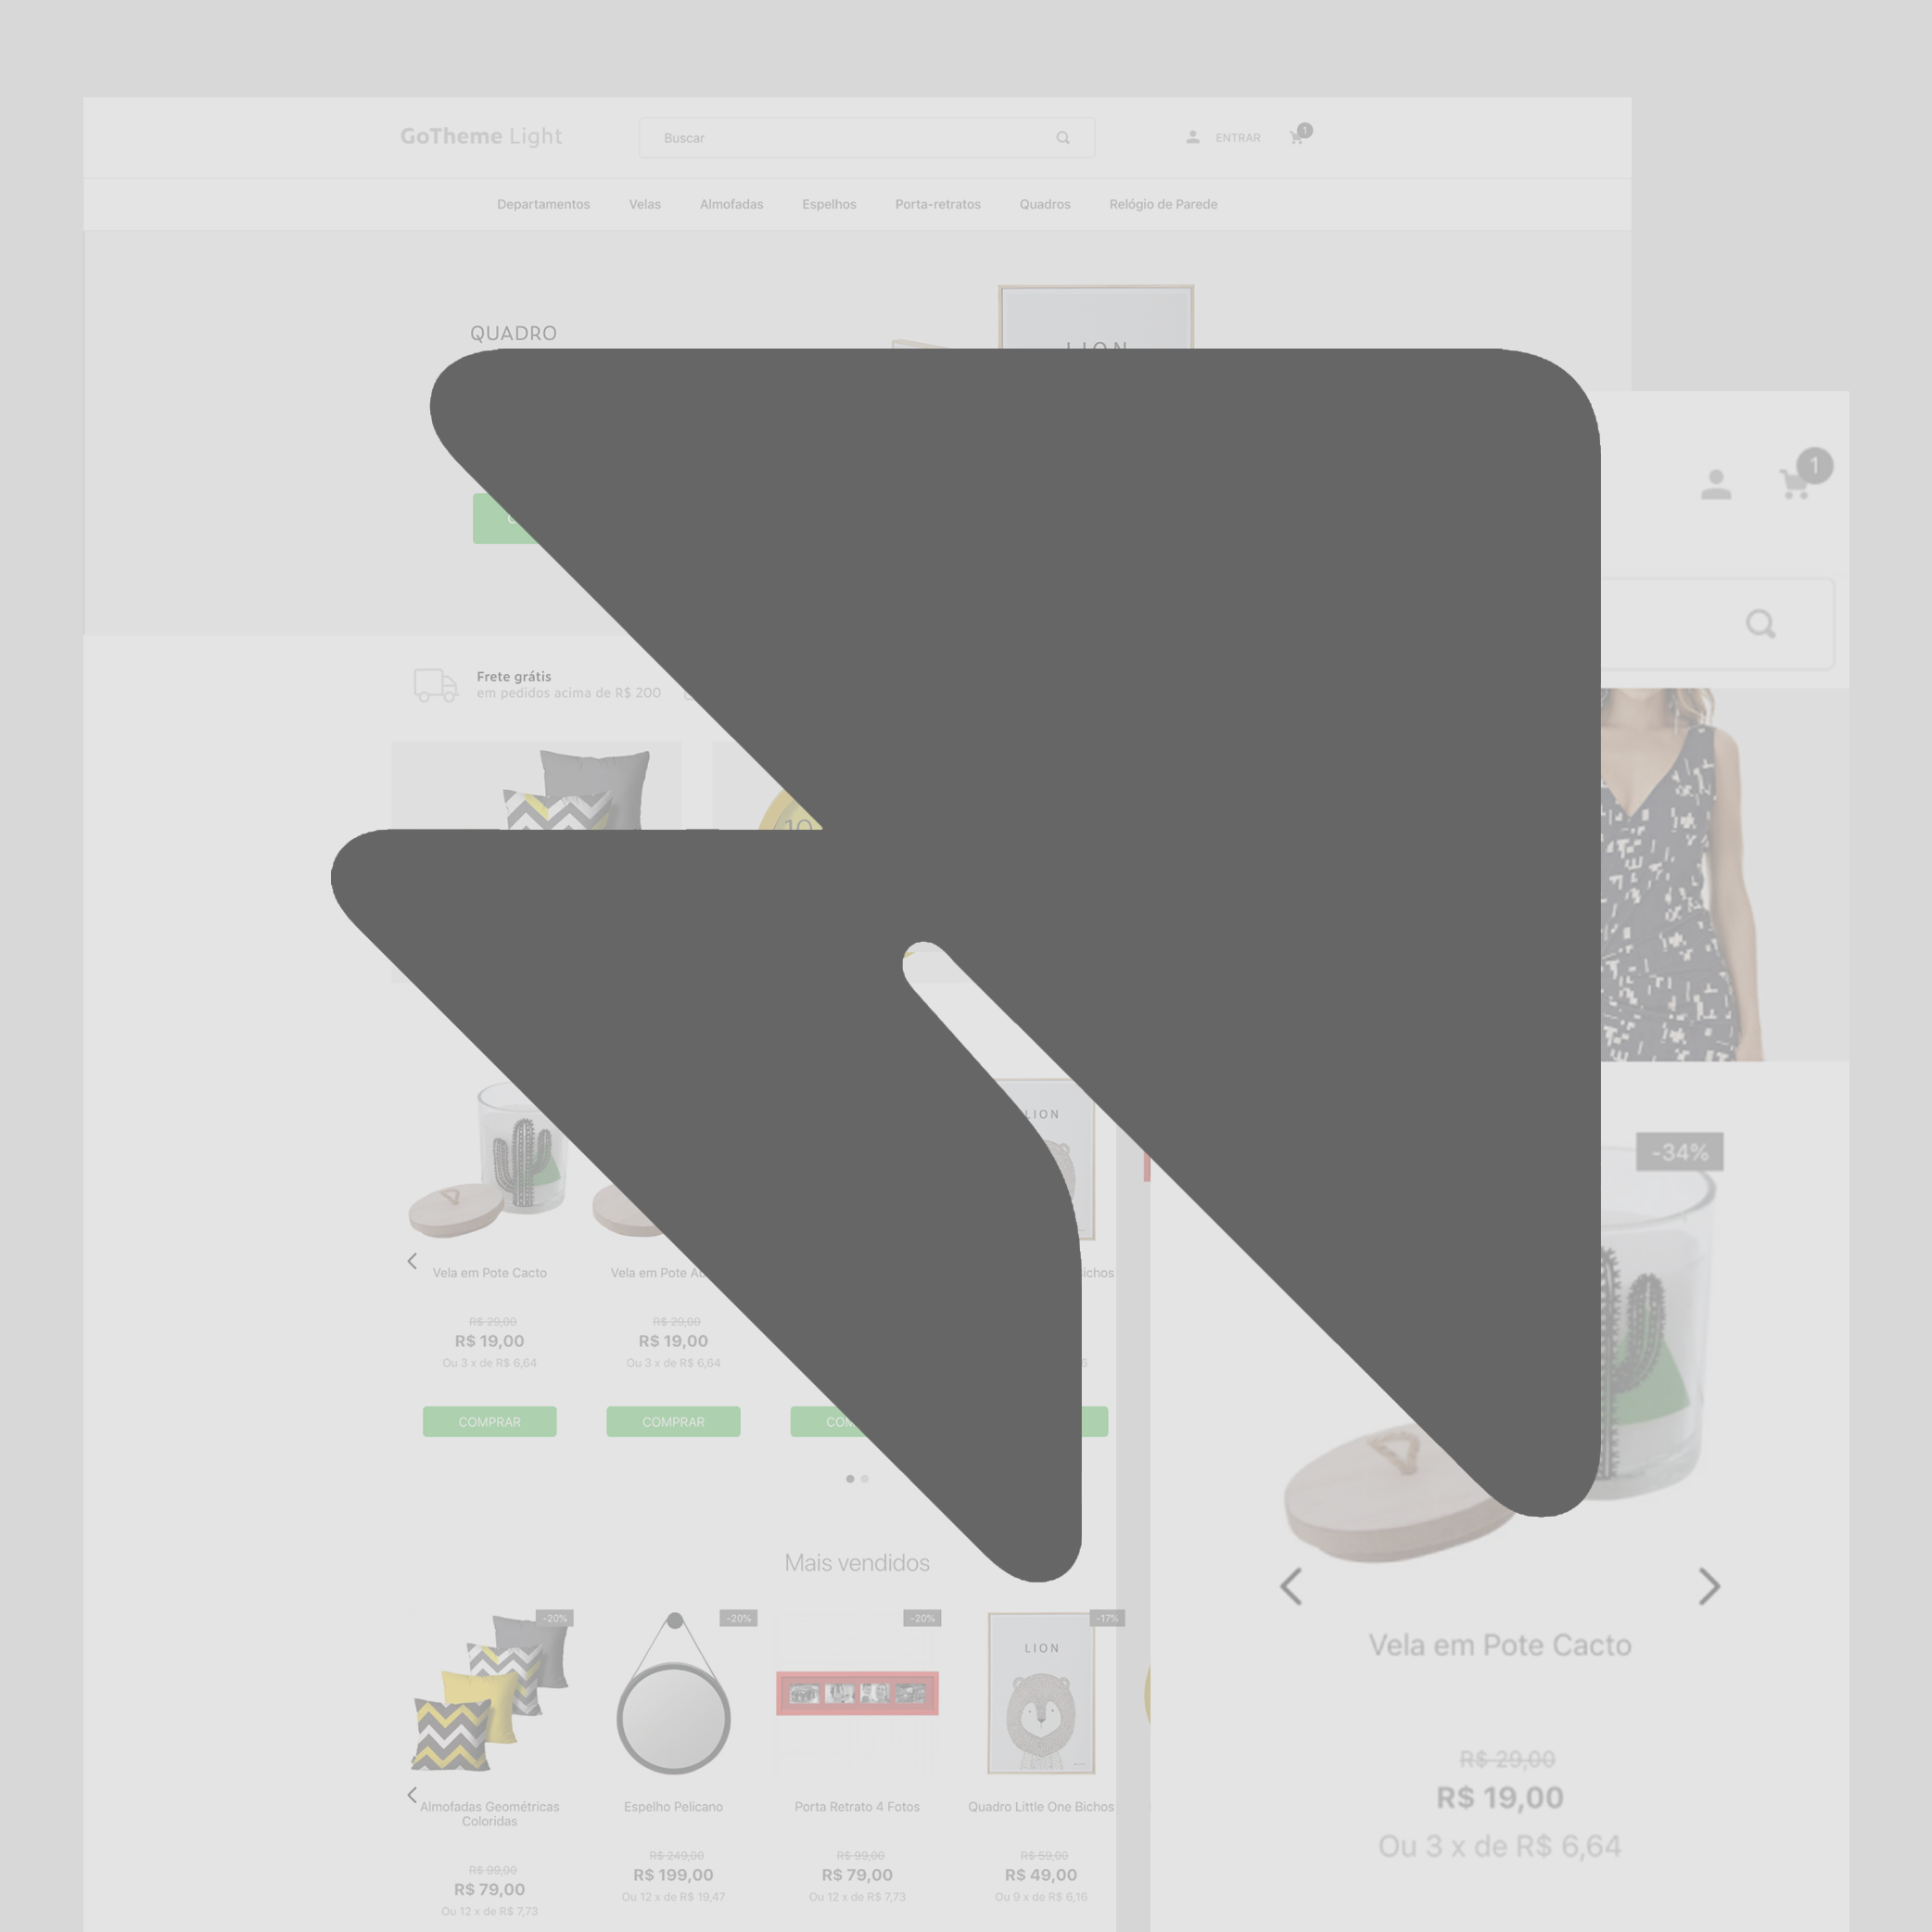 GoTheme Light
Buscar
ENTRAR
1
Departamentos Velas Almofadas Espelhos Porta-retratos Quadros Relógio de Parede
QUADRO
LION
1
Frete grátis
em pedidos acima de R$ 200
10
LION
-34%
Vela em Pote Cacto
Vela em Pote
Bichos
R$ 29,00
R$ 19,00
Ou 3 x de R$ 6,64
R$ 29,00
R$ 19,00
Ou 3 x de R$ 6,64
COMPRAR
COMPRAR
Mais vendidos
-20%
-20%
-20%
-17%
LION
Almofadas Geométricas
Coloridas
R$ 99,00
R$ 79,00
Ou 12 x de R$ 7,73
Espelho Pelicano
R$ 249,00
R$ 199,00
Ou 12 x de R$ 19,47
Porta Retrato 4 Fotos
R$ 99,00
R$ 79,00
Ou 12 x de R$ 7,73
Quadro Little One Bichos
R$ 59,00
R$ 49,00
Ou 9 x de R$ 6,16
Vela em Pote Cacto
R$ 29,00
R$ 19,00
Ou 3 x de R$ 6,64